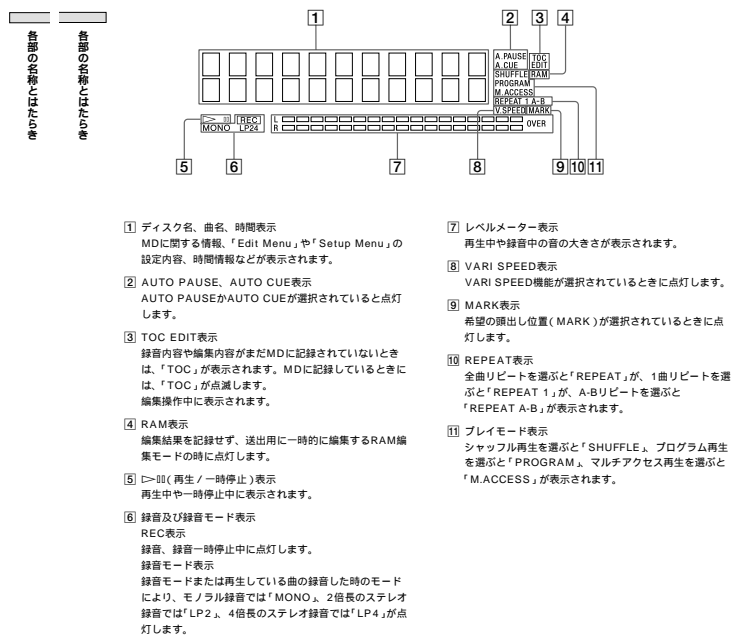 各部の名称とはたらき
各部の名称とはたらき
1
2
3
4
A.PAUSE
A.CUE
TOC
EDIT
SHUFFLE RAM
PROGRAM
M.ACCESS
REPEAT 1 A-B
V.SPEED MARK
REC
MONO LP24
L
R
OVER
5
6
7
8
9
10
11
1 ディスク名、曲名、時間表示
MDに関する情報、「Edit Menu」や「Setup Menu」の
設定内容、時間情報などが表示されます。
2 AUTO PAUSE、AUTO CUE表示
AUTO PAUSEかAUTO CUEが選択されていると点灯
します。
3 TOC EDIT表示
録音内容や編集内容がまだMDに記録されていないとき
は、「TOC」が表示されます。MDに記録しているときに
は、「TOC」が点滅します。
編集操作中に表示されます。
4 RAM表示
編集結果を記録せず、送出用に一時的に編集するRAM編
集モードの時に点灯します。
5 ▷▯▯(再生/一時停止)表示
再生中や一時停止中に表示されます。
6 録音及び録音モード表示
REC表示
録音、録音一時停止中に点灯します。
録音モード表示
録音モードまたは再生している曲の録音した時のモード
により、モノラル録音では「MONO」、2倍長のステレオ
録音では「LP2」、4倍長のステレオ録音では「LP4」が点
灯します。
7 レベルメーター表示
再生中や録音中の音の大きさが表示されます。
8 VARI SPEED表示
VARI SPEED機能が選択されているときに点灯します。
9 MARK表示
希望の頭出し位置(MARK)が選択されているときに点
灯します。
10 REPEAT表示
全曲リピートを選ぶと「REPEAT」が、1曲リピートを選
ぶと「REPEAT 1」が、A-Bリピートを選ぶと
「REPEAT A-B」が表示されます。
11 プレイモード表示
シャッフル再生を選ぶと「SHUFFLE」、プログラム再生
を選ぶと「PROGRAM」、マルチアクセス再生を選ぶと
「M.ACCESS」が表示されます。